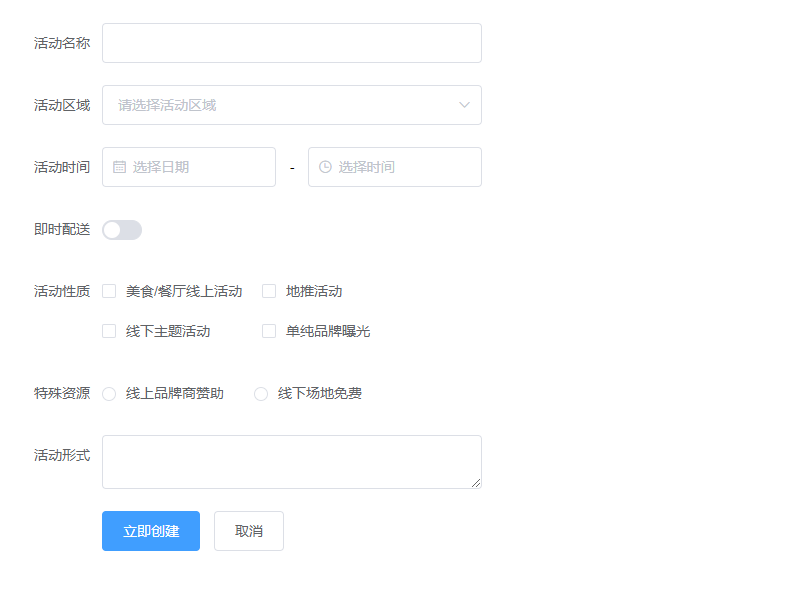 活动名称
活动区域 请选择活动区域
活动时间 选择日期 - 选择时间
即时配送
活动性质 美食/餐厅线上活动 地推活动
线下主题活动 单纯品牌曝光
特殊资源 线上品牌商赞助 线下场地免费
活动形式
立即创建 取消